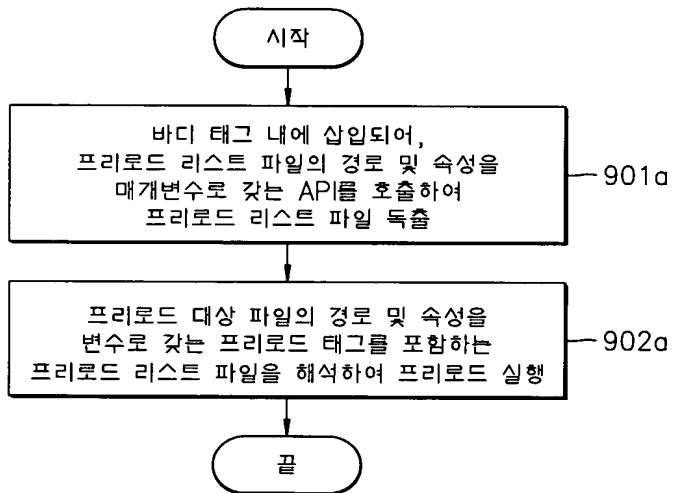 시작
바디 태그 내에 삽입되어,
프리로드 리스트 파일의 경로 및 속성을
매개변수로 갖는 API를 호출하여
프리로드 리스트 파일 독출
901a
프리로드 대상 파일의 경로 및 속성을
변수로 갖는 프리로드 태그를 포함하는
프리로드 리스트 파일을 해석하여 프리로드 실행
902a
끝